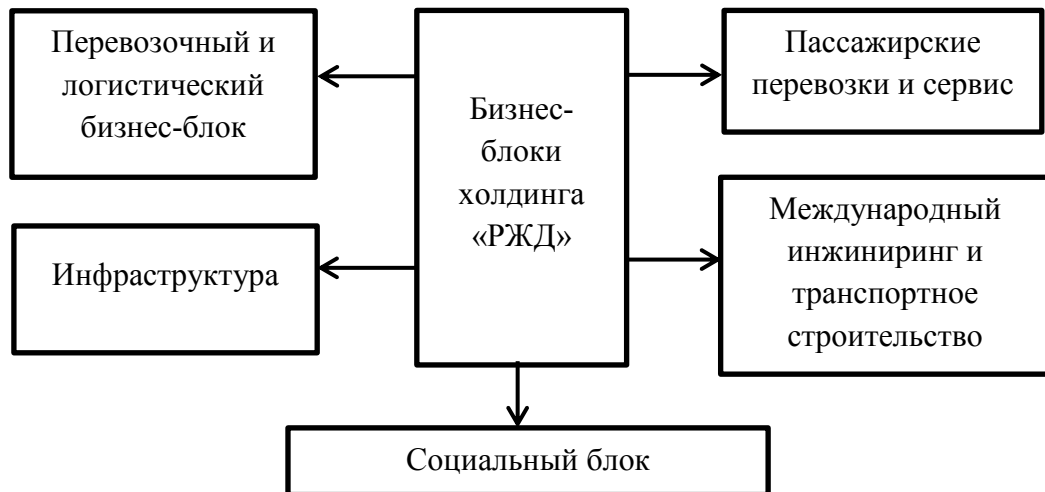 Перевозочный и
логистический
бизнес-блок
Инфраструктура
Бизнес-
блоки
холдинга
«РЖД»
Пассажирские
перевозки и сервис
Международный
инжиниринг и
транспортное
строительство
Социальный блок